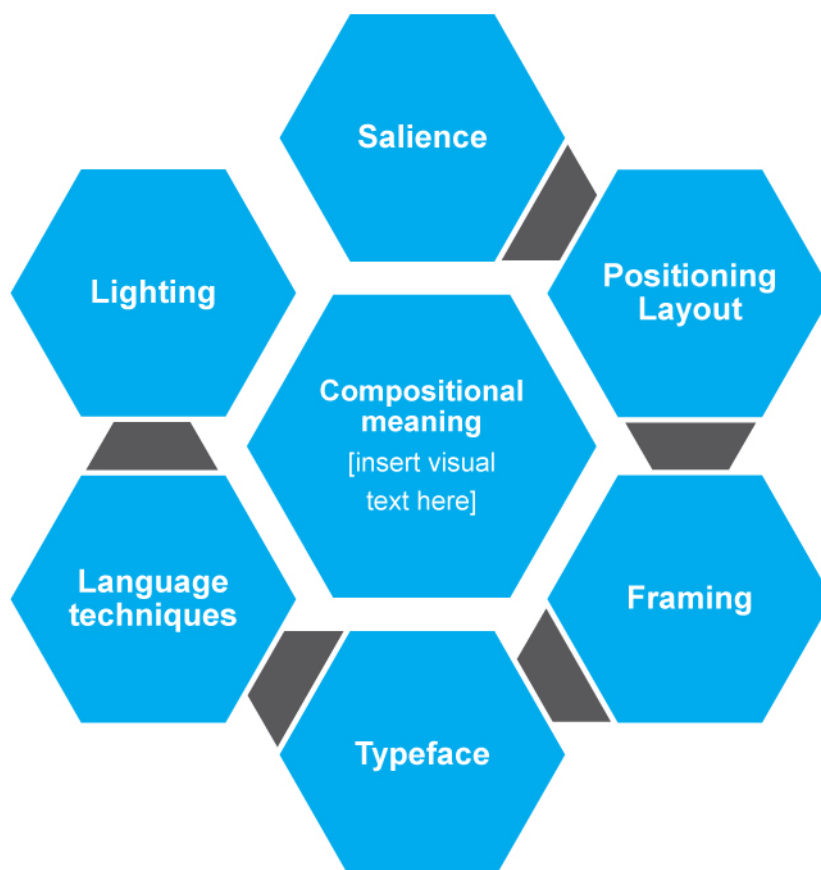 Salience
Positioning
Layout
Lighting
Compositional
meaning
[insert visual
text here]
Language
techniques
Framing
Typeface